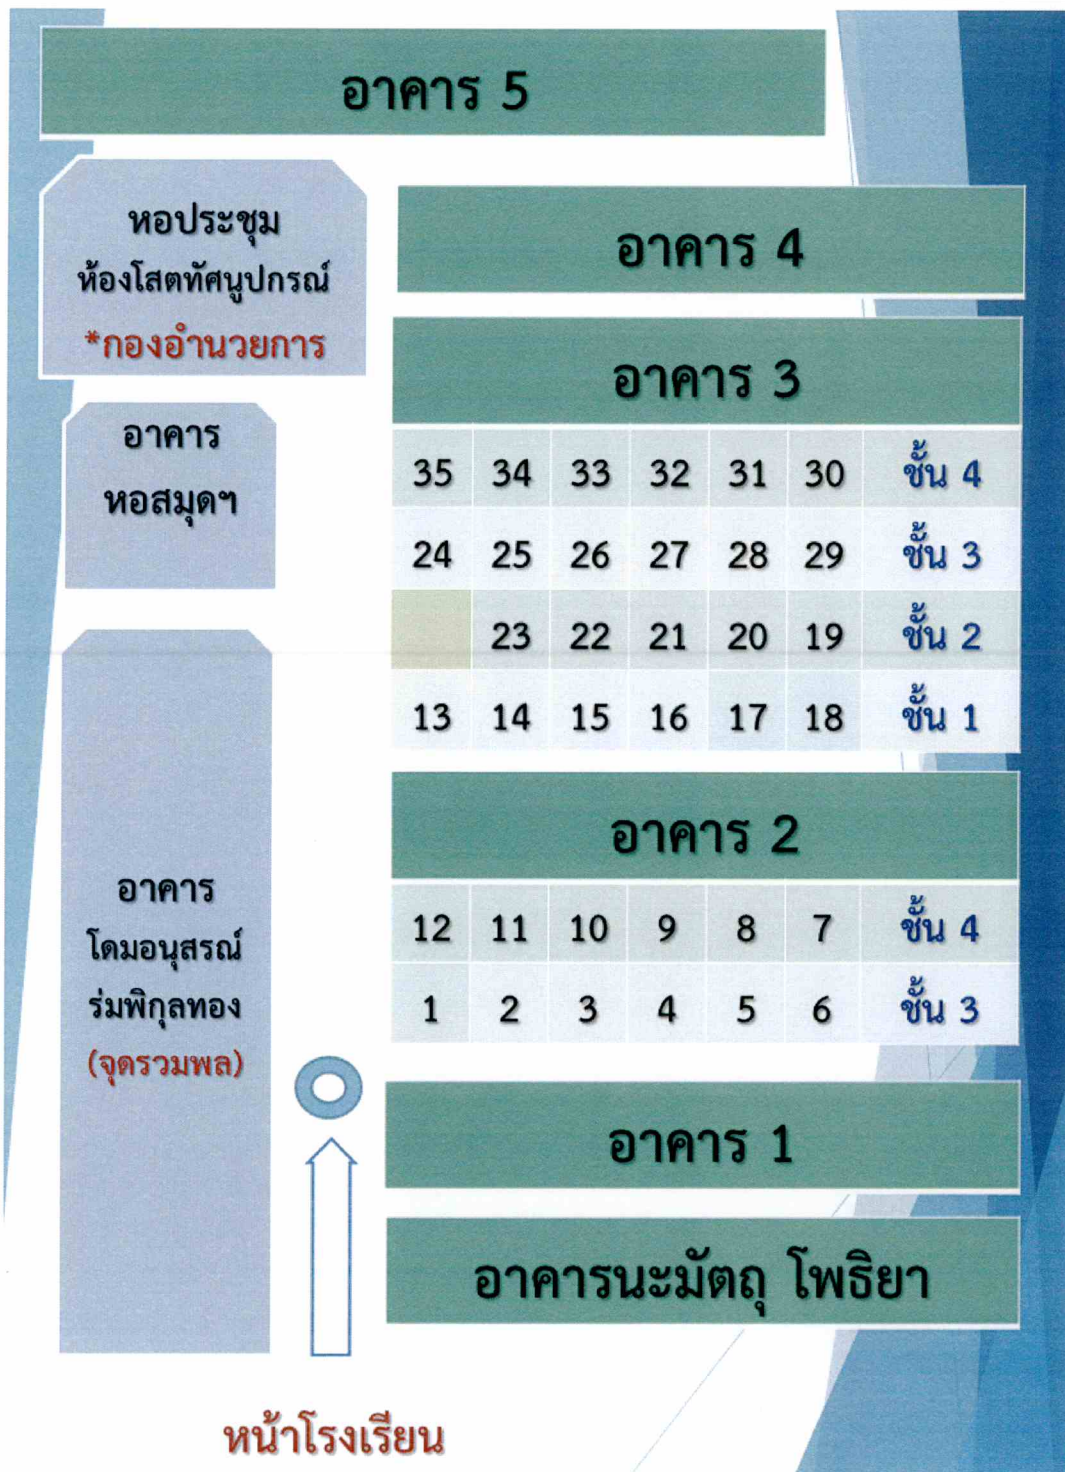 อาคาร 5
หอประชุม
ห้องโสตทัศนูปกรณ์
*กองอำนวยการ
อาคาร 4
อาคาร
หอสมุดฯ
อาคาร 3
35 34 33 32 31 30 ชั้น 4
24 25 26 27 28 29 ชั้น 3
23 22 21 20 19 ชั้น 2
13 14 15 16 17 18 ชั้น 1
อาคาร 2
12 11 10 9 8 7 ชั้น 4
1 2 3 4 5 6 ชั้น 3
อาคาร
โดมอนุสรณ์
ร่มพิกุลทอง
(จุดรวมพล)
อาคาร 1
อาคารนะมัตถุ โพธิยา
หน้าโรงเรียน